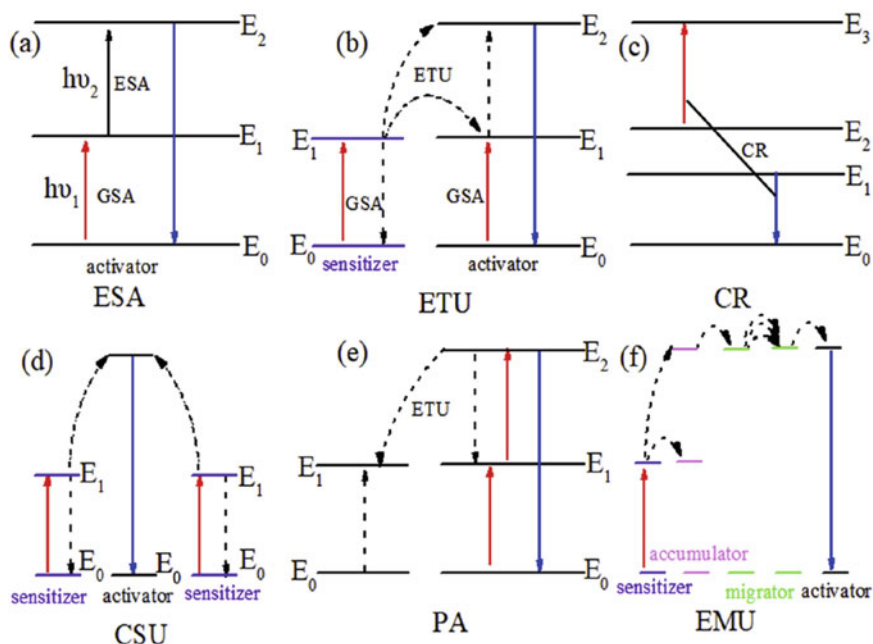 (a)
E2
hυ2
ESA
E1
hυ1
GSA
E0
activator
ESA
(b)
E2
ETU
E1
E1
GSA
GSA
E0
E0
sensitizer
activator
ETU
(c)
E3
E2
CR
E1
E0
CR
(d)
E1
E1
E0
E0
E0
sensitizer
activator
sensitizer
CSU
(e)
E2
ETU
E1
E1
E0
E0
PA
(f)
accumulator
sensitizer
migrator
activator
EMU